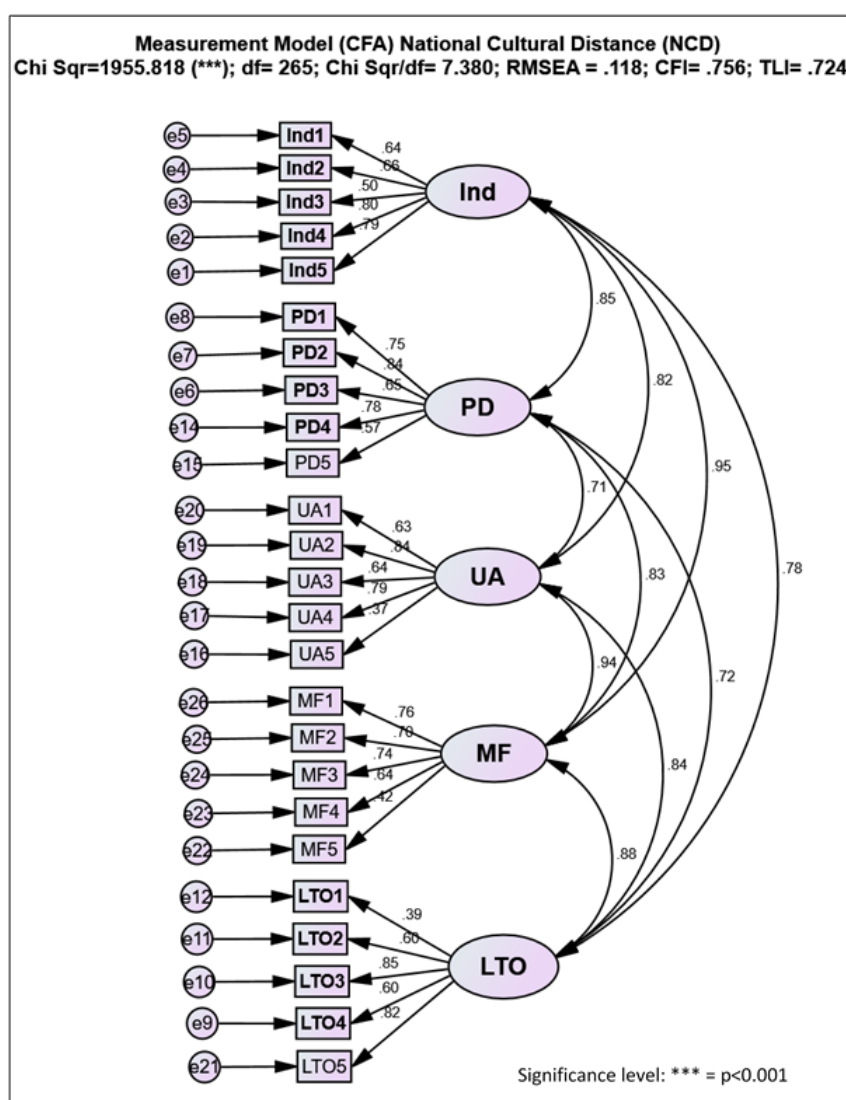 Measurement Model (CFA) National Cultural Distance (NCD)
Chi Sqr=1955.818 (***); df= 265; Chi Sqr/df= 7.380; RMSEA = .118; CFI= .756; TLI= .724
e5 Ind1 .64
e4 Ind2 .66
e3 Ind3 .50
e2 Ind4 .80
e1 Ind5 .79
Ind
.85
e8 PD1 .75
e7 PD2 .84
e6 PD3 .65
e14 PD4 .78
e15 PD5 .57
PD
.82
.95
.71
e20 UA1 .63
e19 UA2 .84
e18 UA3 .64
e17 UA4 .79
e16 UA5 .37
UA
.83
.78
.94
.72
e26 MF1 .76
e25 MF2 .70
e24 MF3 .74
e23 MF4 .64
e22 MF5 .42
MF
.84
.88
e12 LTO1 .39
e11 LTO2 .60
e10 LTO3 .85
e9 LTO4 .60
e21 LTO5 .82
LTO
Significance level: *** = p<0.001